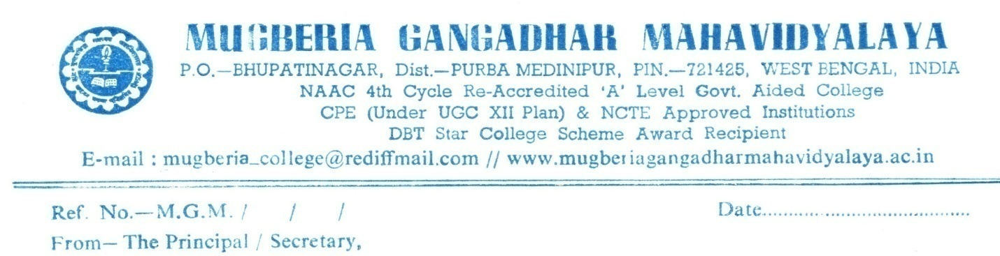 MUGBERIA GANGADHAR MAHAVIDYALAYA
P.O.—BHUPATINAGAR, Dist.—PURBA MEDINIPUR, PIN.—721425, WEST BENGAL, INDIA
NAAC 4th Cycle Re-Accredited ‘A’ Level Govt. Aided College
CPE (Under UGC XII Plan) & NCTE Approved Institutions
DBT Star College Scheme Award Recipient
E-mail : mugberia_college@rediffmail.com // www.mugberiagangadharmahavidyalaya.ac.in
Ref. No.—M.G.M. / / /
Date..........................................
From— The Principal / Secretary,